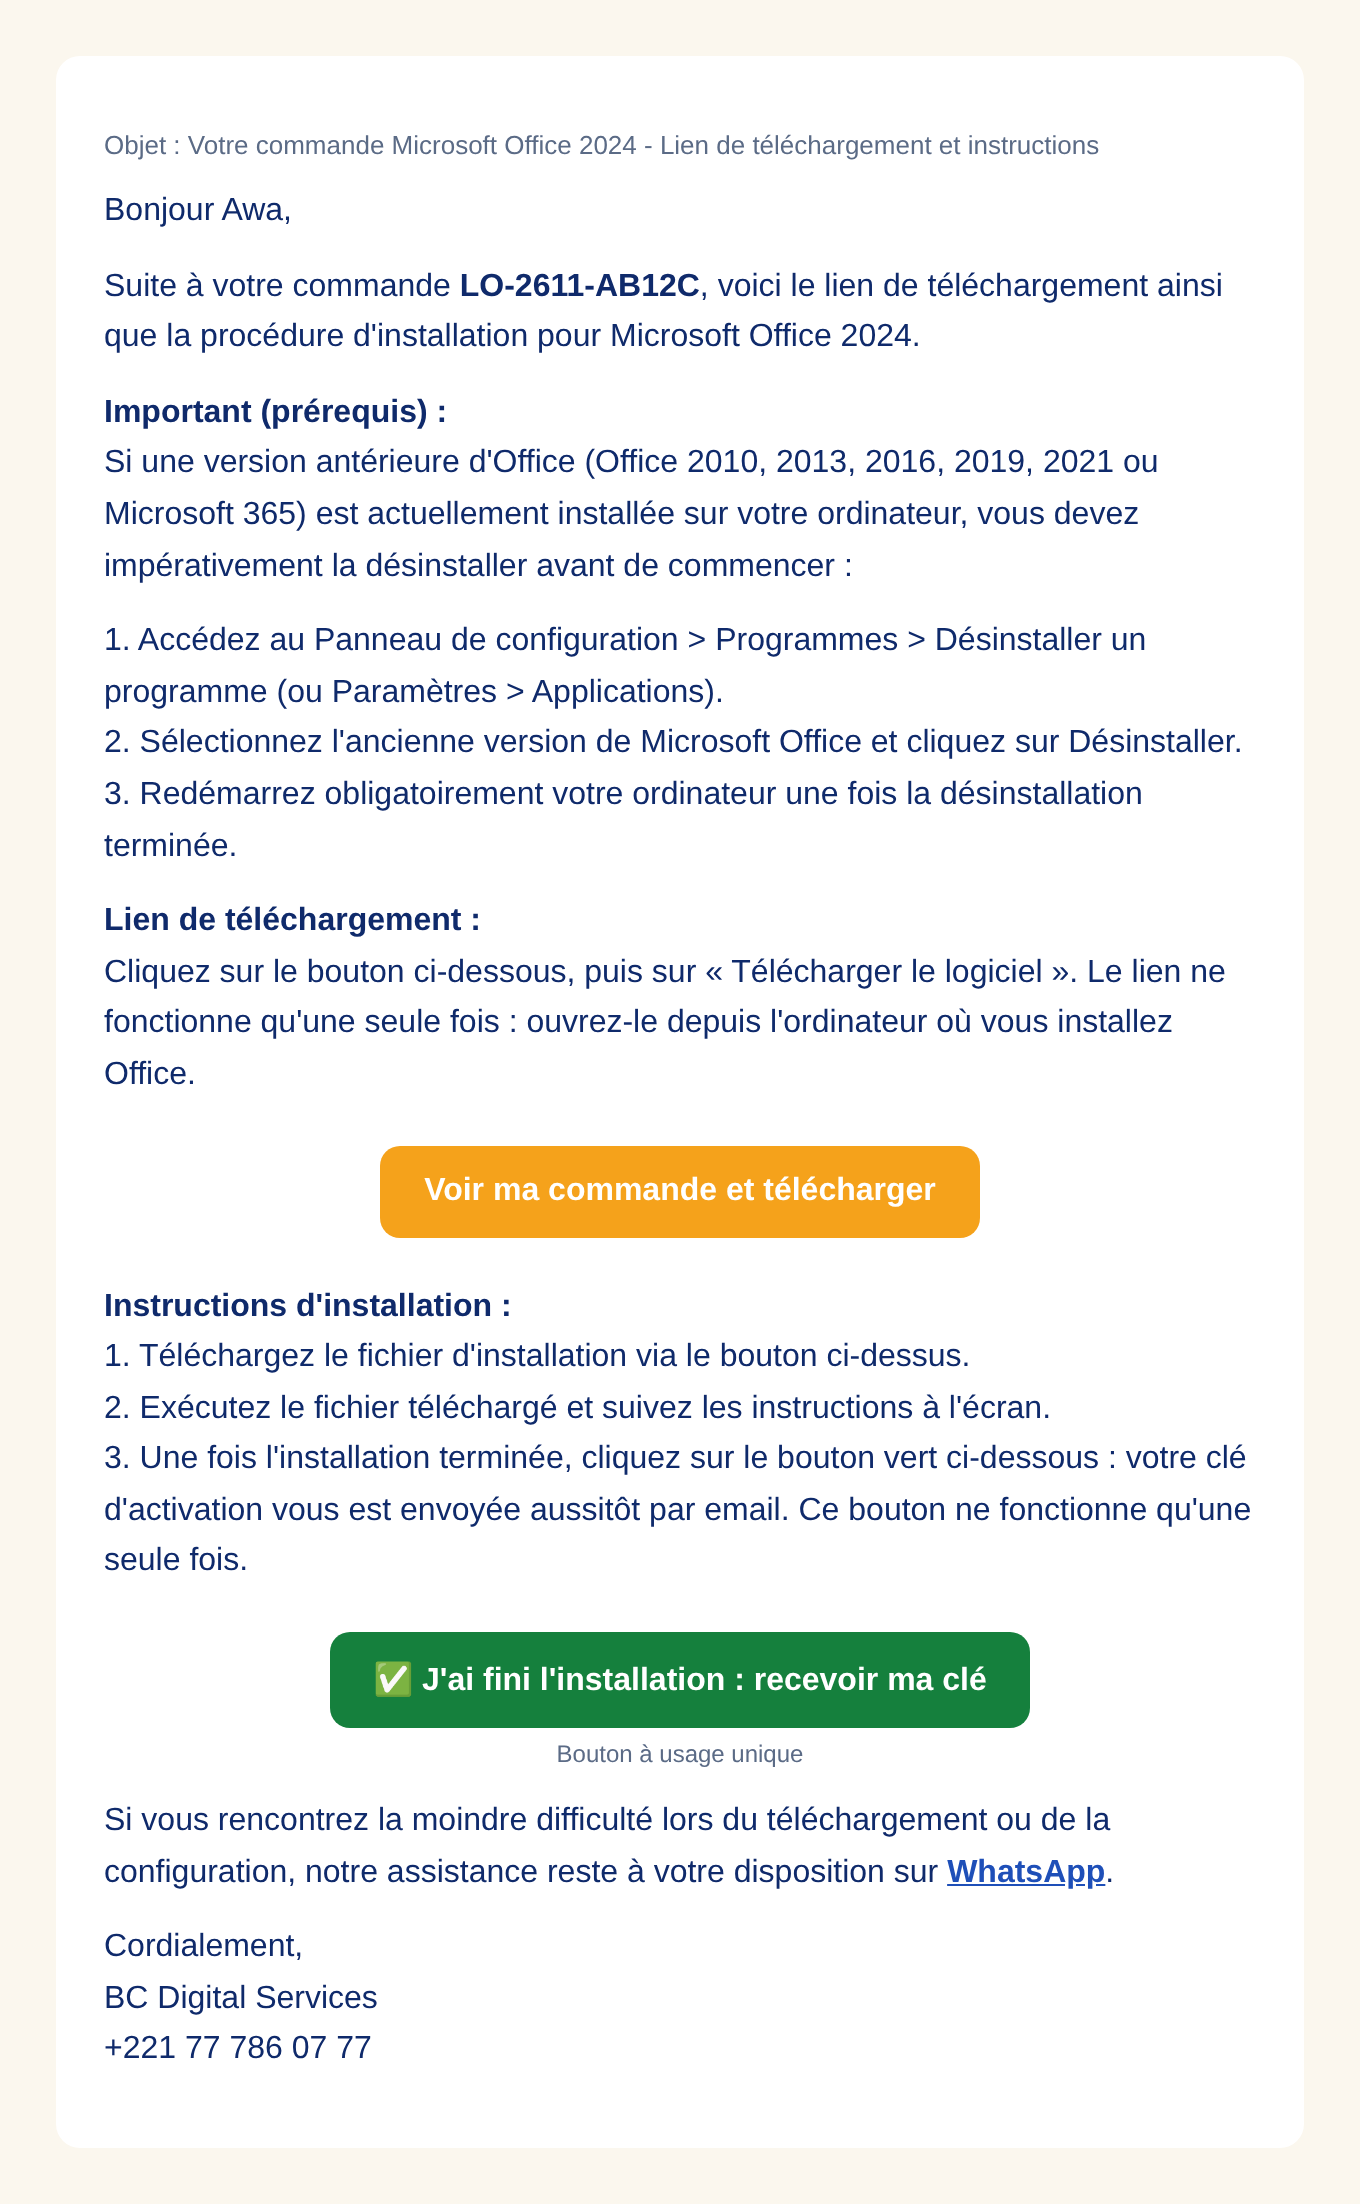 Objet : Votre commande Microsoft Office 2024 - Lien de téléchargement et instructions
Bonjour Awa,
Suite à votre commande LO-2611-AB12C, voici le lien de téléchargement ainsi
que la procédure d'installation pour Microsoft Office 2024.
Important (prérequis) :
Si une version antérieure d'Office (Office 2010, 2013, 2016, 2019, 2021 ou
Microsoft 365) est actuellement installée sur votre ordinateur, vous devez
impérativement la désinstaller avant de commencer :
1. Accédez au Panneau de configuration > Programmes > Désinstaller un
programme (ou Paramètres > Applications).
2. Sélectionnez l'ancienne version de Microsoft Office et cliquez sur Désinstaller.
3. Redémarrez obligatoirement votre ordinateur une fois la désinstallation
terminée.
Lien de téléchargement :
Cliquez sur le bouton ci-dessous, puis sur « Télécharger le logiciel ». Le lien ne
fonctionne qu'une seule fois : ouvrez-le depuis l'ordinateur où vous installez
Office.
Voir ma commande et télécharger
Instructions d'installation :
1. Téléchargez le fichier d'installation via le bouton ci-dessus.
2. Exécutez le fichier téléchargé et suivez les instructions à l'écran.
3. Une fois l'installation terminée, cliquez sur le bouton vert ci-dessous : votre clé
d'activation vous est envoyée aussitôt par email. Ce bouton ne fonctionne qu'une
seule fois.
✅ J'ai fini l'installation : recevoir ma clé
Bouton à usage unique
Si vous rencontrez la moindre difficulté lors du téléchargement ou de la
configuration, notre assistance reste à votre disposition sur WhatsApp.
Cordialement,
BC Digital Services
+221 77 786 07 77